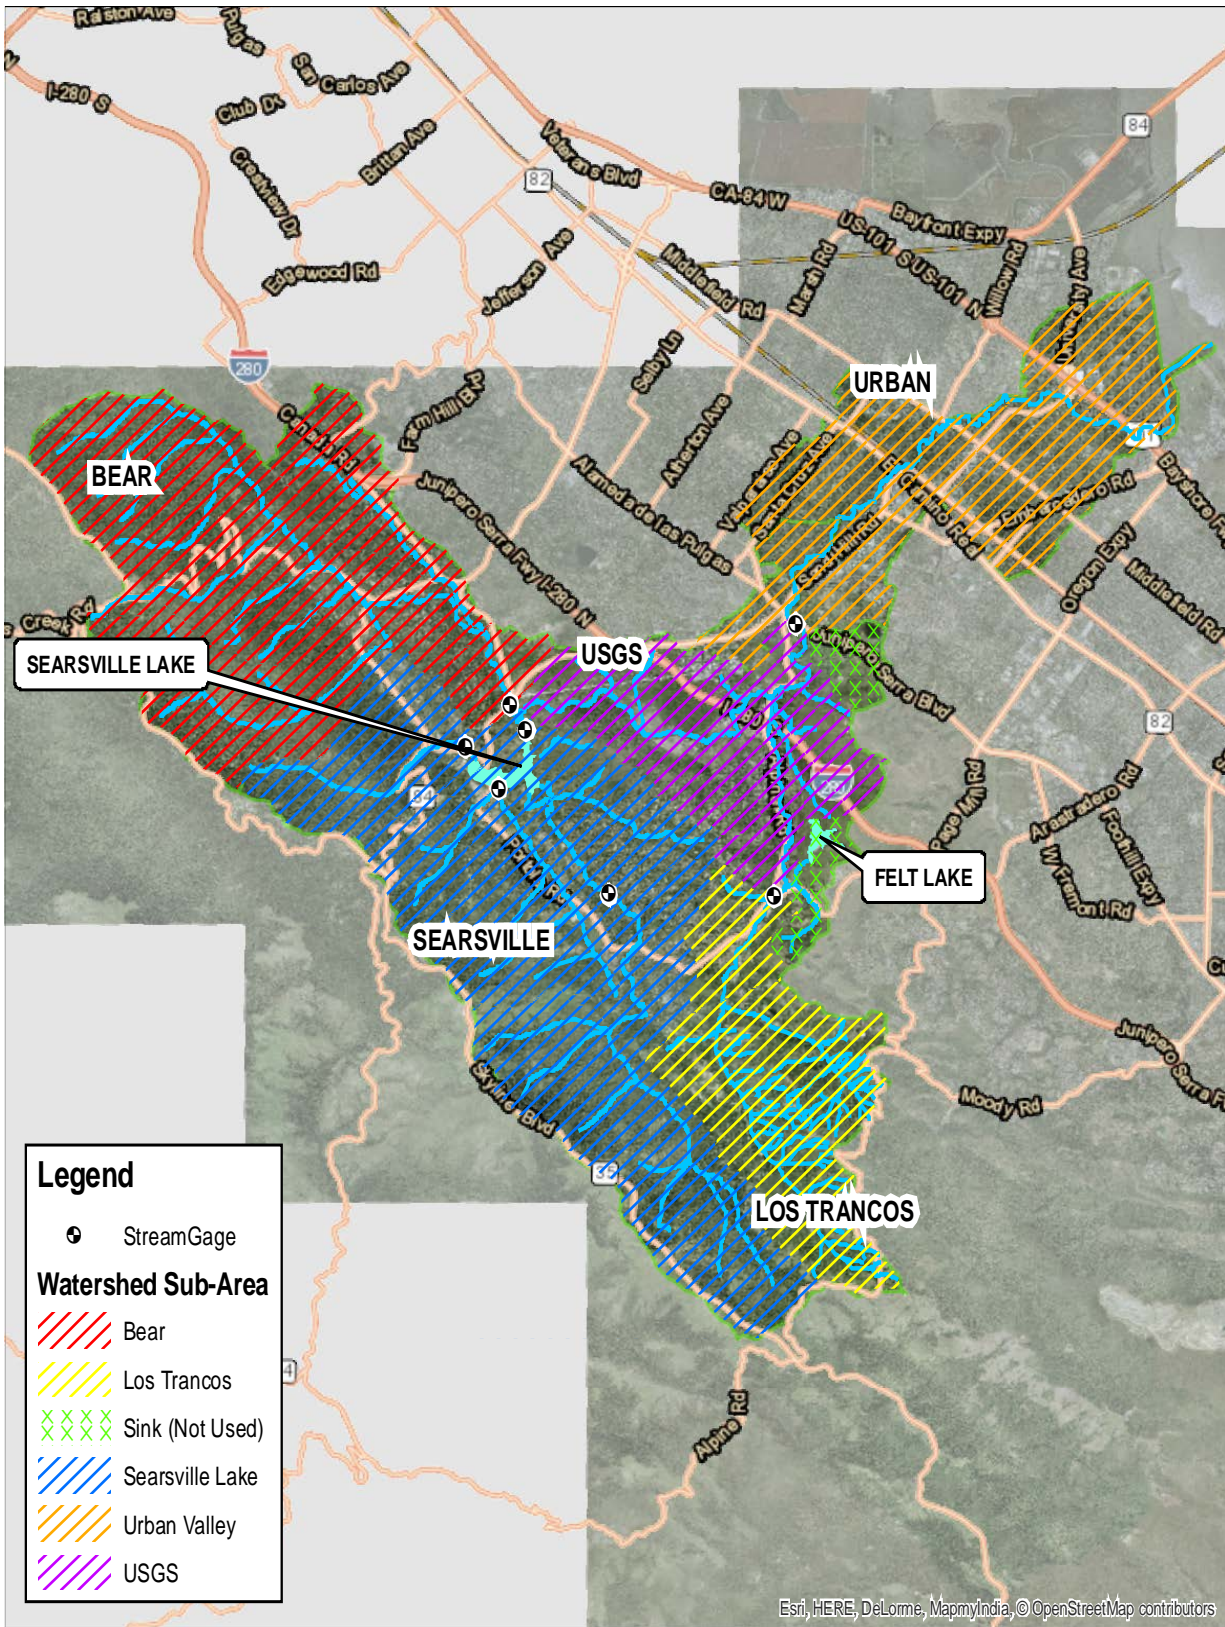 Ralston Ave
Pulgas
San Carlos Ave
I-280 S
Club Dr
Crestview Dr
Brittan Ave
Veterans Blvd
82
84
CA-84 W
Bayfront Expy
US-101 S
US-101 N
Willow Rd
University Ave
Marsh Rd
Middlefield Rd
Edgewood Rd
Jefferson Ave
Selby Ln
280
Canada Rd
Farm Hill Blvd
Atherton Ave
URBAN
BEAR
Junipero Serra Fwy
I-280 N
Alameda de las Pulgas
Valparaiso Ave
Santa Cruz Ave
El Camino Real
Sand Hill Rd
Embarcadero Rd
Bayshore
Oregon Expy
Middlefield Rd
Creek Rd
SEARSVILLE LAKE
USGS
Junipero Serra Blvd
I-280
280
82
84
Page Mill Rd
Arastradero Rd
Foothill Expy
W Fremont Rd
FELT LAKE
SEARSVILLE
Skyline Blvd
35
Moody Rd
Junipero Serra
LOS TRANCOS
Alpine Rd
Legend
StreamGage
Watershed Sub-Area
Bear
Los Trancos
Sink (Not Used)
Searsville Lake
Urban Valley
USGS
4
Esri, HERE, DeLorme, MapmyIndia, © OpenStreetMap contributors